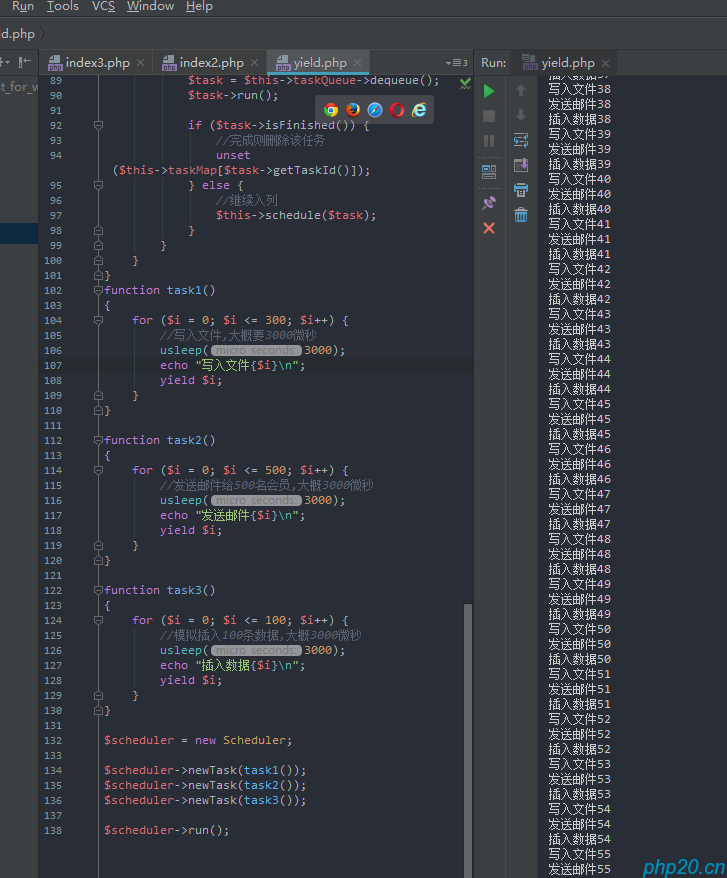 Run Tools VCS Window Help
d.php
index3.php index2.php yield.php 3 Run: yield.php
t_for_w
89 $task = $this->taskQueue->dequeue();
90 $task->run();
91
92 if ($task->isFinished()) {
93 //完成则删除该任务
94 unset
($this->taskMap[$task->getTaskId()]);
95 } else {
96 //继续入列
97 $this->schedule($task);
98 }
99 }
100 }
101 }
102 function task1()
103 {
104 for ($i = 0; $i <= 300; $i++) {
105 //写入文件,大概要3000微秒
106 usleep( micro_seconds: 3000);
107 echo "写入文件{$i}\n";
108 yield $i;
109 }
110 }
111
112 function task2()
113 {
114 for ($i = 0; $i <= 500; $i++) {
115 //发送邮件给500名会员,大概3000微秒
116 usleep( micro_seconds: 3000);
117 echo "发送邮件{$i}\n";
118 yield $i;
119 }
120 }
121
122 function task3()
123 {
124 for ($i = 0; $i <= 100; $i++) {
125 //模拟插入100条数据,大概3000微秒
126 usleep( micro_seconds: 3000);
127 echo "插入数据{$i}\n";
128 yield $i;
129 }
130 }
131
132 $scheduler = new Scheduler;
133
134 $scheduler->newTask(task1());
135 $scheduler->newTask(task2());
136 $scheduler->newTask(task3());
137
138 $scheduler->run();
插入数据37
写入文件38
发送邮件38
插入数据38
写入文件39
发送邮件39
插入数据39
写入文件40
发送邮件40
插入数据40
写入文件41
发送邮件41
插入数据41
写入文件42
发送邮件42
插入数据42
写入文件43
发送邮件43
插入数据43
写入文件44
发送邮件44
插入数据44
写入文件45
发送邮件45
插入数据45
写入文件46
发送邮件46
插入数据46
写入文件47
发送邮件47
插入数据47
写入文件48
发送邮件48
插入数据48
写入文件49
发送邮件49
插入数据49
写入文件50
发送邮件50
插入数据50
写入文件51
发送邮件51
插入数据51
写入文件52
发送邮件52
插入数据52
写入文件53
发送邮件53
插入数据53
写入文件54
发送邮件54
插入数据54
写入文件55
发送邮件55
php20.cn